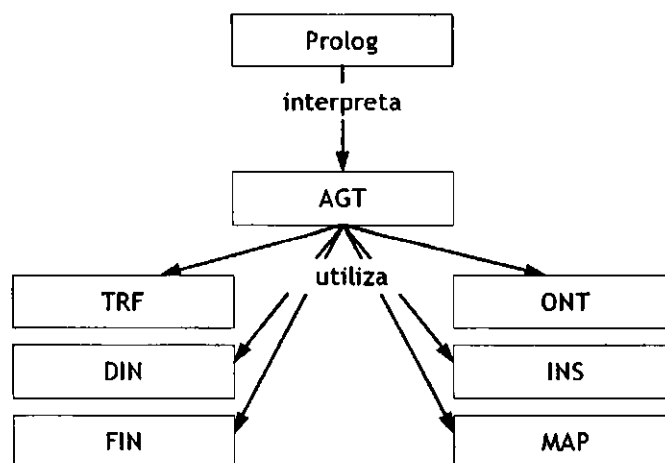 Prolog
interpreta
AGT
utiliza
TRF
ONT
DIN
INS
FIN
MAP